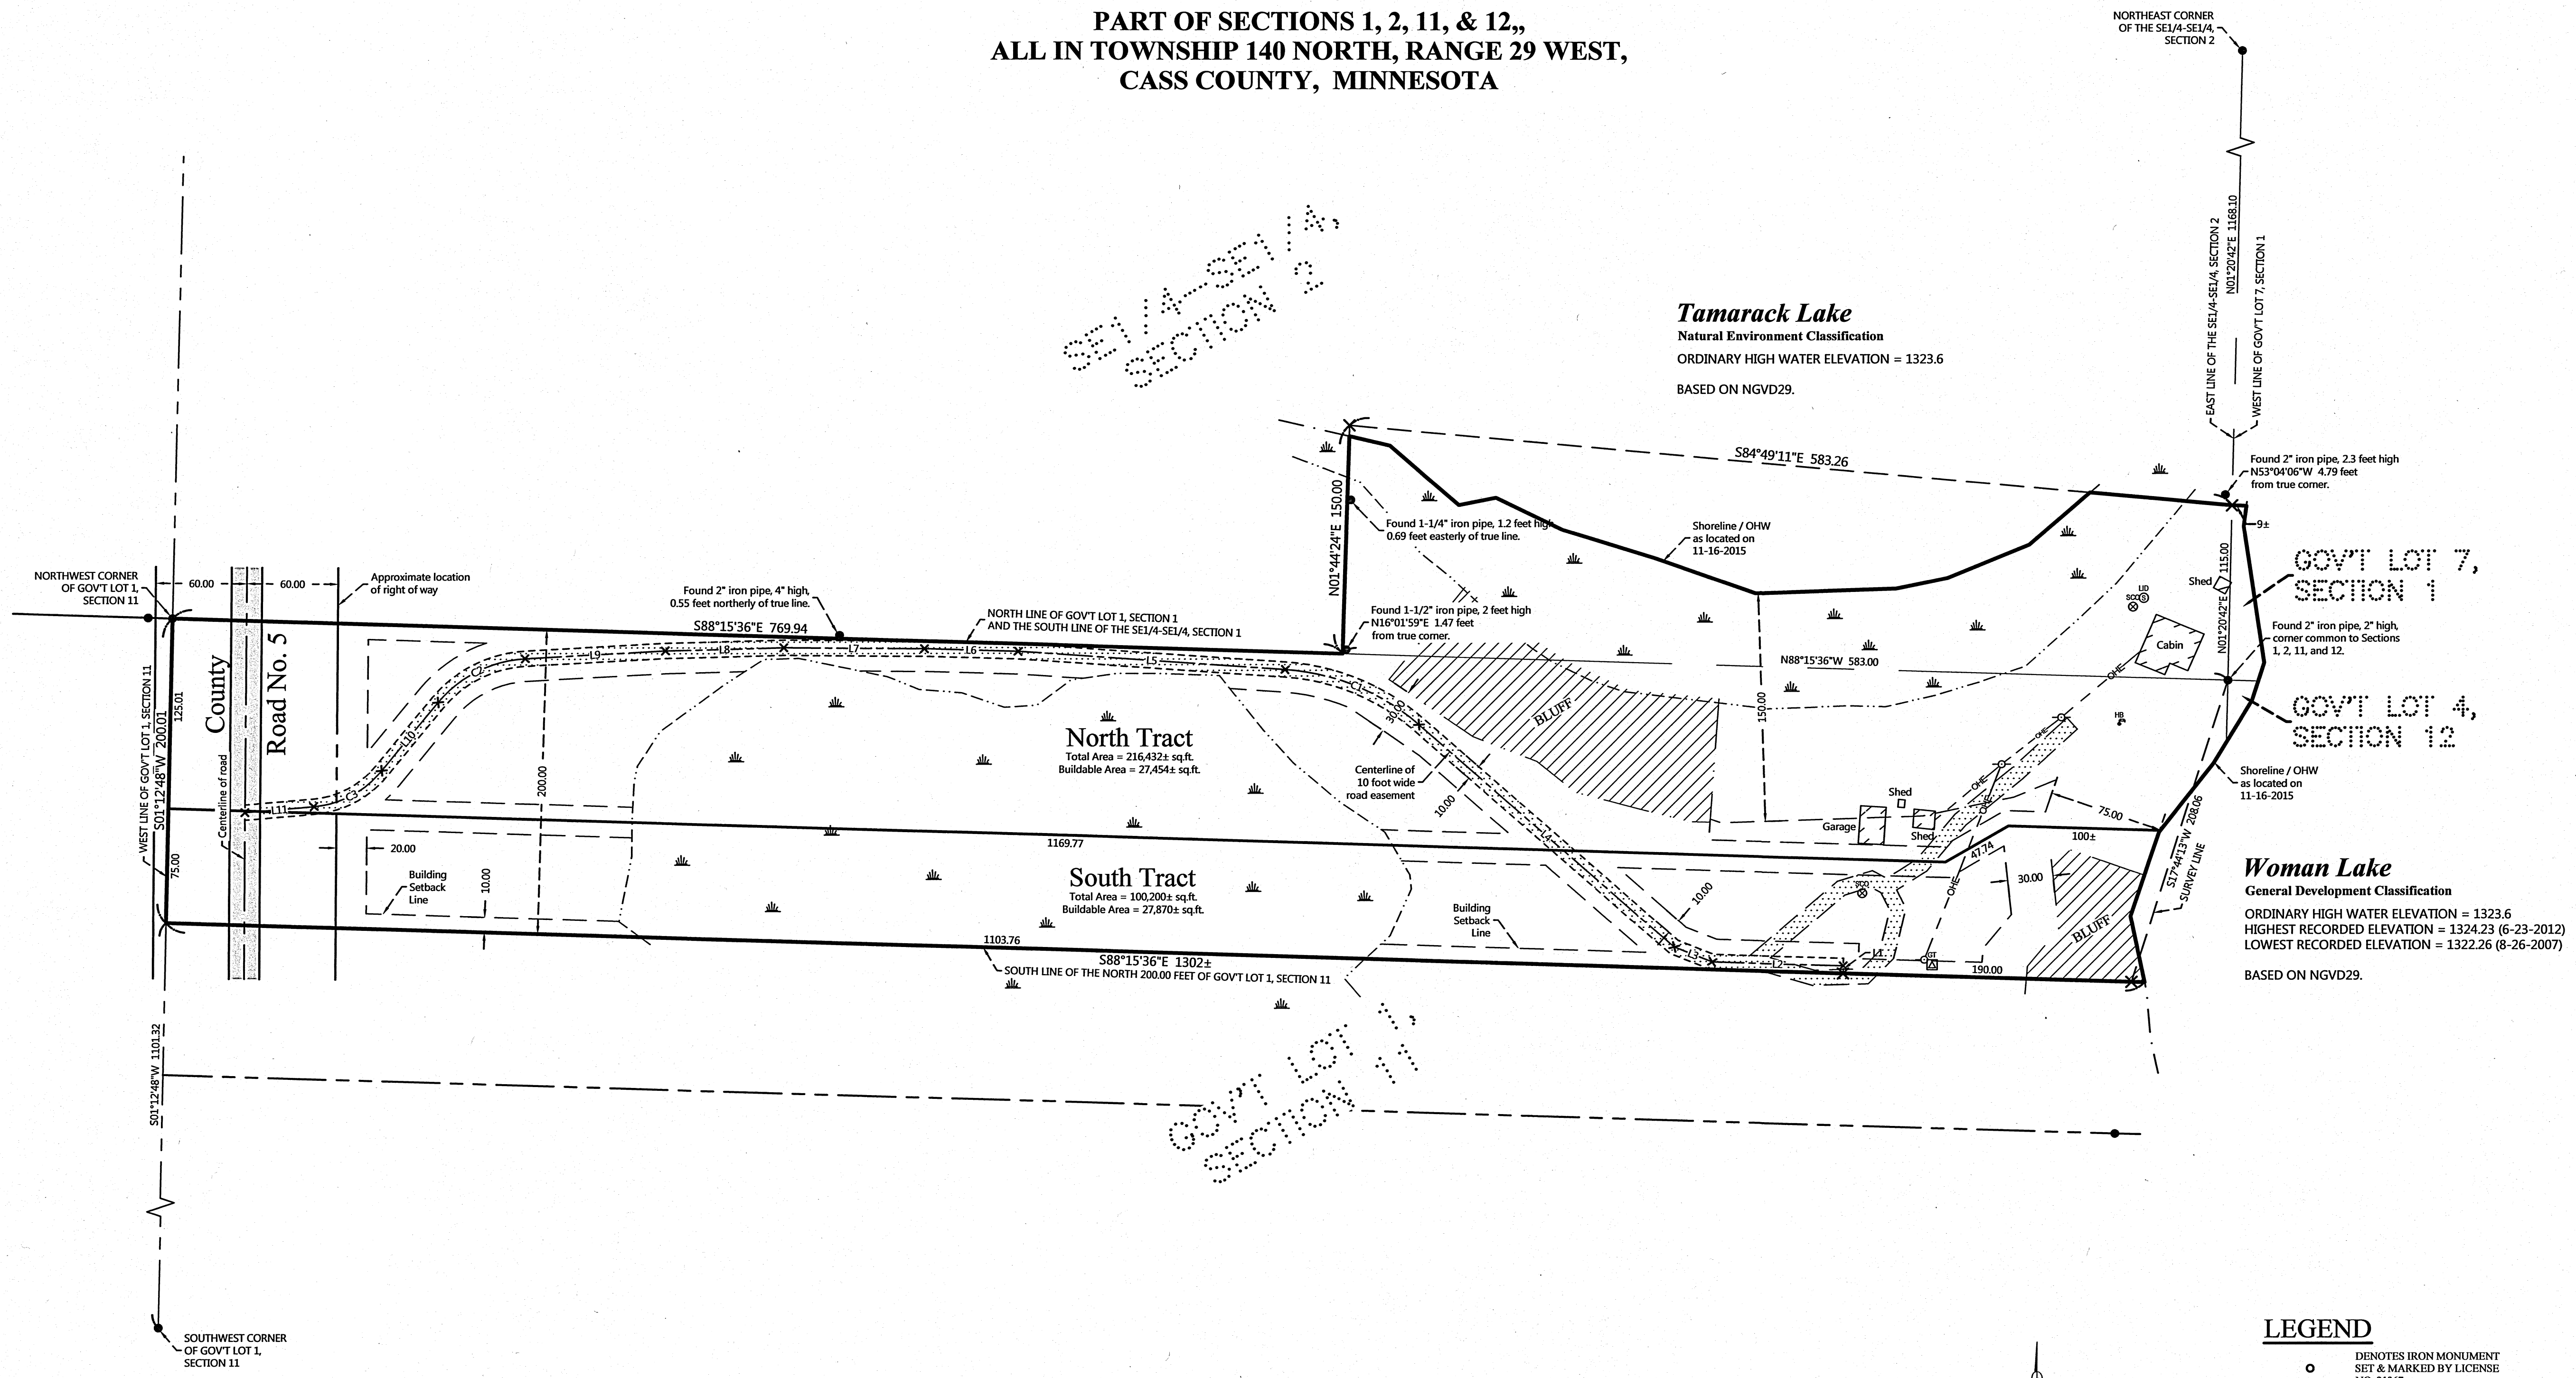 PART OF SECTIONS 1, 2, 11, & 12,,
ALL IN TOWNSHIP 140 NORTH, RANGE 29 WEST,
CASS COUNTY, MINNESOTA
NORTHEAST CORNER
OF THE SE1/4-SE1/4,
SECTION 2
EAST LINE OF THE SE1/4-SE1/4, SECTION 2
N01°20'42"E 1168.10
WEST LINE OF GOV'T LOT 7, SECTION 1
SE1/4-SE1/4,
SECTION 2
Tamarack Lake
Natural Environment Classification
ORDINARY HIGH WATER ELEVATION = 1323.6
BASED ON NGVD29.
S84°49'11"E 583.26
Found 2" iron pipe, 2.3 feet high
N53°04'06"W 4.79 feet
from true corner.
9±
N01°44'24"E 150.00
Found 1-1/4" iron pipe, 1.2 feet high
0.69 feet easterly of true line.
Shoreline / OHW
as located on
11-16-2015
GOV'T LOT 7,
SECTION 1
N01°20'42"E 115.00
Shed
LID
SCO
S
Cabin
NORTHWEST CORNER
OF GOV'T LOT 1,
SECTION 11
60.00
60.00
Approximate location
of right of way
Found 2" iron pipe, 4" high,
0.55 feet northerly of true line.
NORTH LINE OF GOV'T LOT 1, SECTION 1
AND THE SOUTH LINE OF THE SE1/4-SE1/4, SECTION 1
S88°15'36"E 769.94
Found 1-1/2" iron pipe, 2 feet high
N16°01'59"E 1.47 feet
from true corner.
Found 2" iron pipe, 2" high,
corner common to Sections
1, 2, 11, and 12.
N88°15'36"W 583.00
OHE
WEST LINE OF GOV'T LOT 1, SECTION 11
S01°12'48"W 200.01
125.01
75.00
County
Road No. 5
Centerline of road
L11
C3
L10
C2
L9
L8
L7
L6
L5
C1
30.00
BLUFF
150.00
HB
GOV'T LOT 4,
SECTION 12
North Tract
Total Area = 216,432± sq.ft.
Buildable Area = 27,454± sq.ft.
200.00
Centerline of
10 foot wide
road easement
10.00
L4
OHE
OHE
OHE
Shed
Garage
Shed
75.00
Shoreline / OHW
as located on
11-16-2015
20.00
Building
Setback
Line
10.00
1169.77
47.74
100±
S17°44'13"W 208.06
SURVEY LINE
South Tract
Total Area = 100,200± sq.ft.
Buildable Area = 27,870± sq.ft.
Building
Setback
Line
10.00
SCO
OHE
30.00
BLUFF
Woman Lake
General Development Classification
ORDINARY HIGH WATER ELEVATION = 1323.6
HIGHEST RECORDED ELEVATION = 1324.23 (6-23-2012)
LOWEST RECORDED ELEVATION = 1322.26 (8-26-2007)
BASED ON NGVD29.
1103.76
S88°15'36"E 1302±
SOUTH LINE OF THE NORTH 200.00 FEET OF GOV'T LOT 1, SECTION 11
L3
L2
L1
GT
190.00
S01°12'48"W 1101.32
GOV'T LOT 1,
SECTION 11
SOUTHWEST CORNER
OF GOV'T LOT 1,
SECTION 11
LEGEND
DENOTES IRON MONUMENT
SET & MARKED BY LICENSE